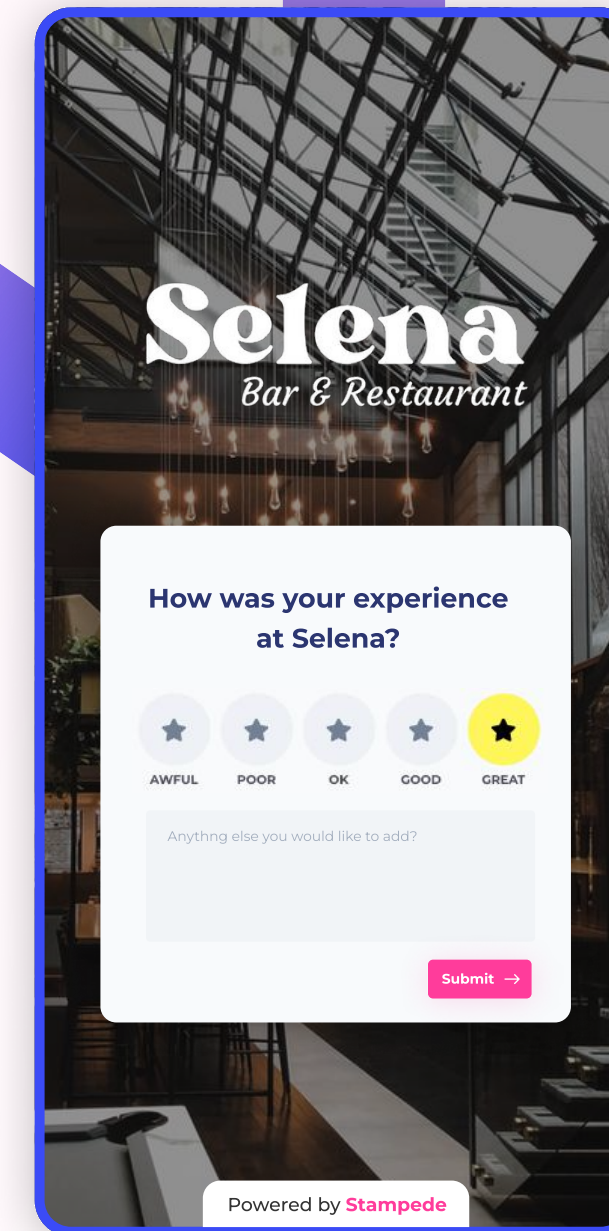 Selena
Bar & Restaurant
How was your experience
at Selena?
AWFUL POOR OK GOOD GREAT
Anythng else you would like to add?
Submit →
Powered by Stampede